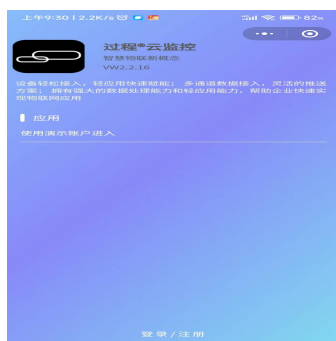 上午9:30 | 2.2K/s
82%
过程®云监控
智慧物联新概念
VW2.2.16
设备轻松接入，轻应用快速赋能；多通道数据接入，灵活的推送
方案；拥有强大的数据处理能力和轻应用能力，帮助企业快速实
现物联网应用
应用
使用演示账户进入
登录/注册